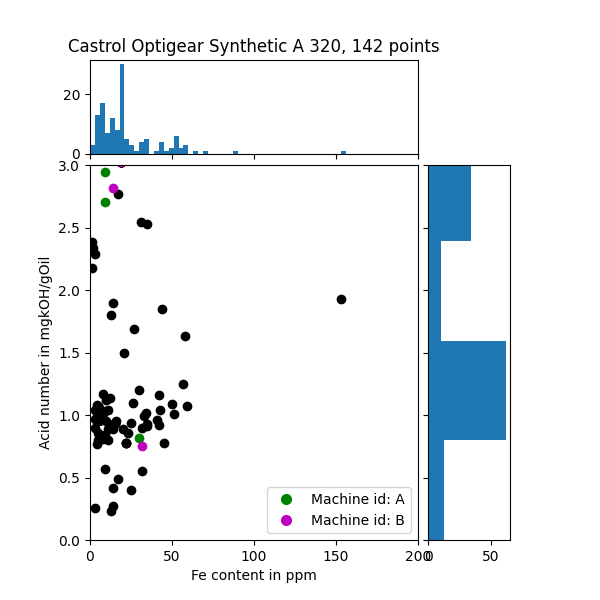 Castrol Optigear Synthetic A 320, 142 points
20
0
3.0
2.5
2.0
1.5
1.0
0.5
0.0
Acid number in mgkOH/gOil
Machine id: A
Machine id: B
0 50 100 150 200 0 50
Fe content in ppm